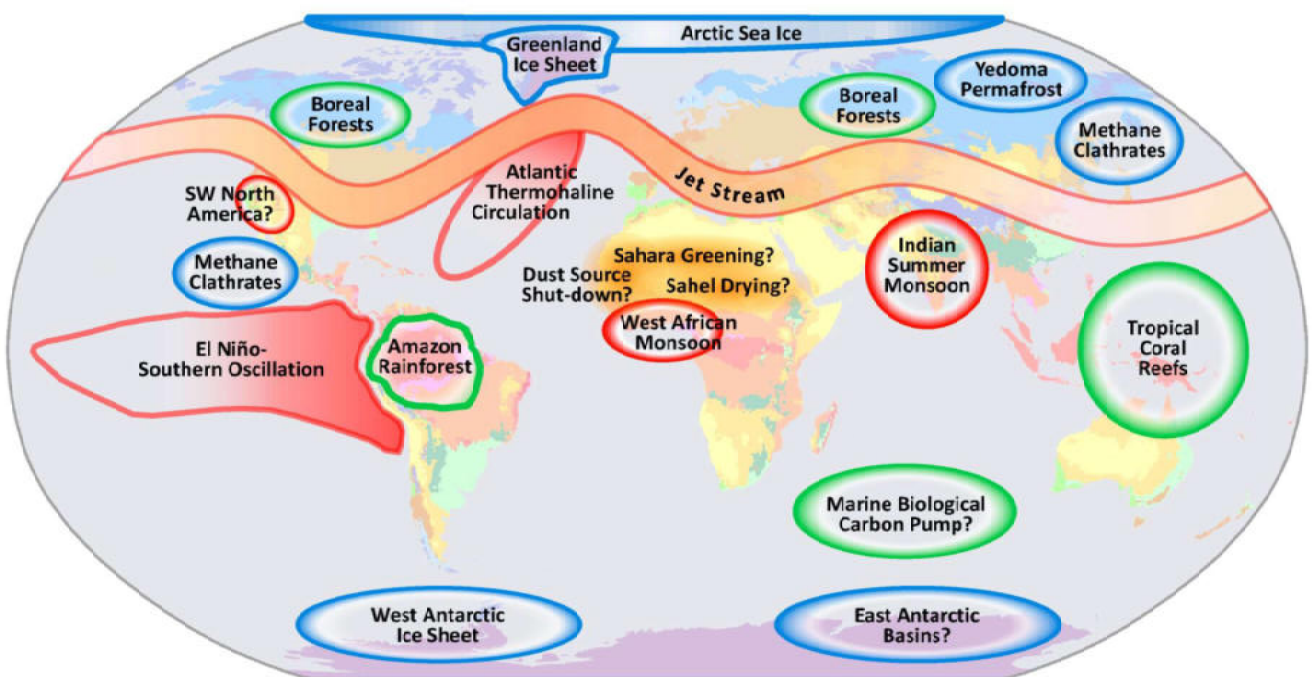 Arctic Sea Ice
Greenland
Ice Sheet
Yedoma
Permafrost
Boreal
Forests
Boreal
Forests
Methane
Clathrates
Atlantic
Thermohaline
Circulation
Jet Stream
SW North
America?
Methane
Clathrates
Sahara Greening?
Dust Source
Shut-down?
Sahel Drying?
Indian
Summer
Monsoon
West African
Monsoon
El Niño-
Southern Oscillation
Amazon
Rainforest
Tropical
Coral
Reefs
Marine Biological
Carbon Pump?
West Antarctic
Ice Sheet
East Antarctic
Basins?